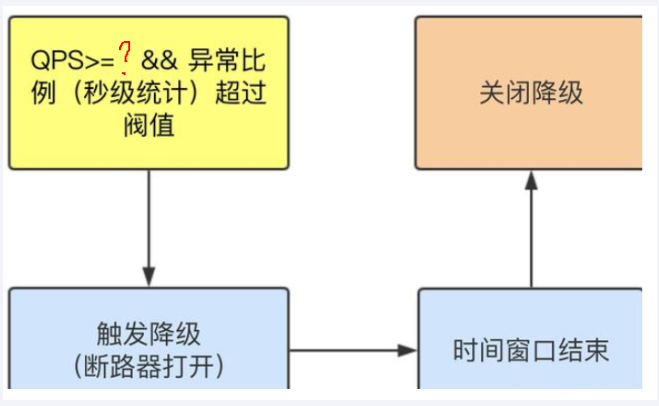 QPS>=? && 异常比
例（秒级统计）超过
阀值
关闭降级
触发降级
（断路器打开）
时间窗口结束